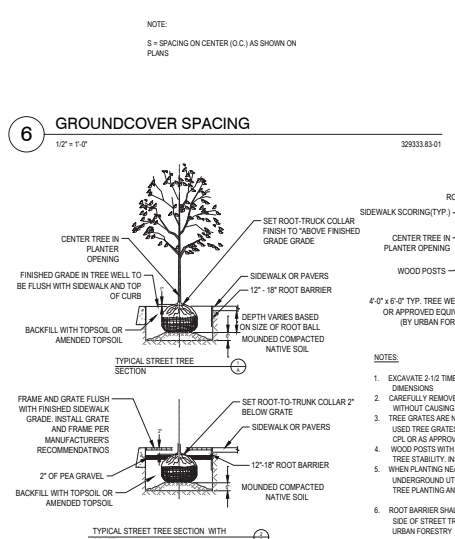 NOTE:
S = SPACING ON CENTER (O.C.) AS SHOWN ON
PLANS
6
GROUNDCOVER SPACING
1/2" = 1'-0"
329333.83-01
CENTER TREE IN
PLANTER
OPENING
FINISHED GRADE IN TREE WELL TO
BE FLUSH WITH SIDEWALK AND TOP
OF CURB
BACKFILL WITH TOPSOIL OR
AMENDED TOPSOIL
SET ROOT-TRUCK COLLAR
FINISH TO "ABOVE FINISHED
GRADE GRADE
SIDEWALK OR PAVERS
12" - 18" ROOT BARRIER
DEPTH VARIES BASED
ON SIZE OF ROOT BALL
MOUNDED COMPACTED
NATIVE SOIL
TYPICAL STREET TREE
SECTION
FRAME AND GRATE FLUSH
WITH FINISHED SIDEWALK
GRADE. INSTALL GRATE
AND FRAME PER
MANUFACTURER'S
RECOMMENDATINOS
2" OF PEA GRAVEL
BACKFILL WITH TOPSOIL OR
AMENDED TOPSOIL
2"
SET ROOT-TO-TRUNK COLLAR 2"
BELOW GRATE
SIDEWALK OR PAVERS
12"-18" ROOT BARRIER
MOUNDED COMPACTED
NATIVE SOIL
TYPICAL STREET TREE SECTION WITH
2
RO
SIDEWALK SCORING(TYP.)
CENTER TREE IN
PLANTER OPENING
WOOD POSTS
4'-0" x 6'-0" TYP. TREE WE
OR APPROVED EQUIV
(BY URBAN FOR
NOTES:
1. EXCAVATE 2-1/2 TIME
DIMENSIONS
2. CAREFULLY REMOVE
WITHOUT CAUSING
3. TREE GRATES ARE N
USED TREE GRATES
CPL OR AS APPROV
4. WOOD POSTS WITH
TREE STABILITY. IN
5. WHEN PLANTING NEA
UNDERGROUND UT
TREE PLANTING AN
6. ROOT BARRIER SHAL
SIDE OF STREET TR
URBAN FORESTRY